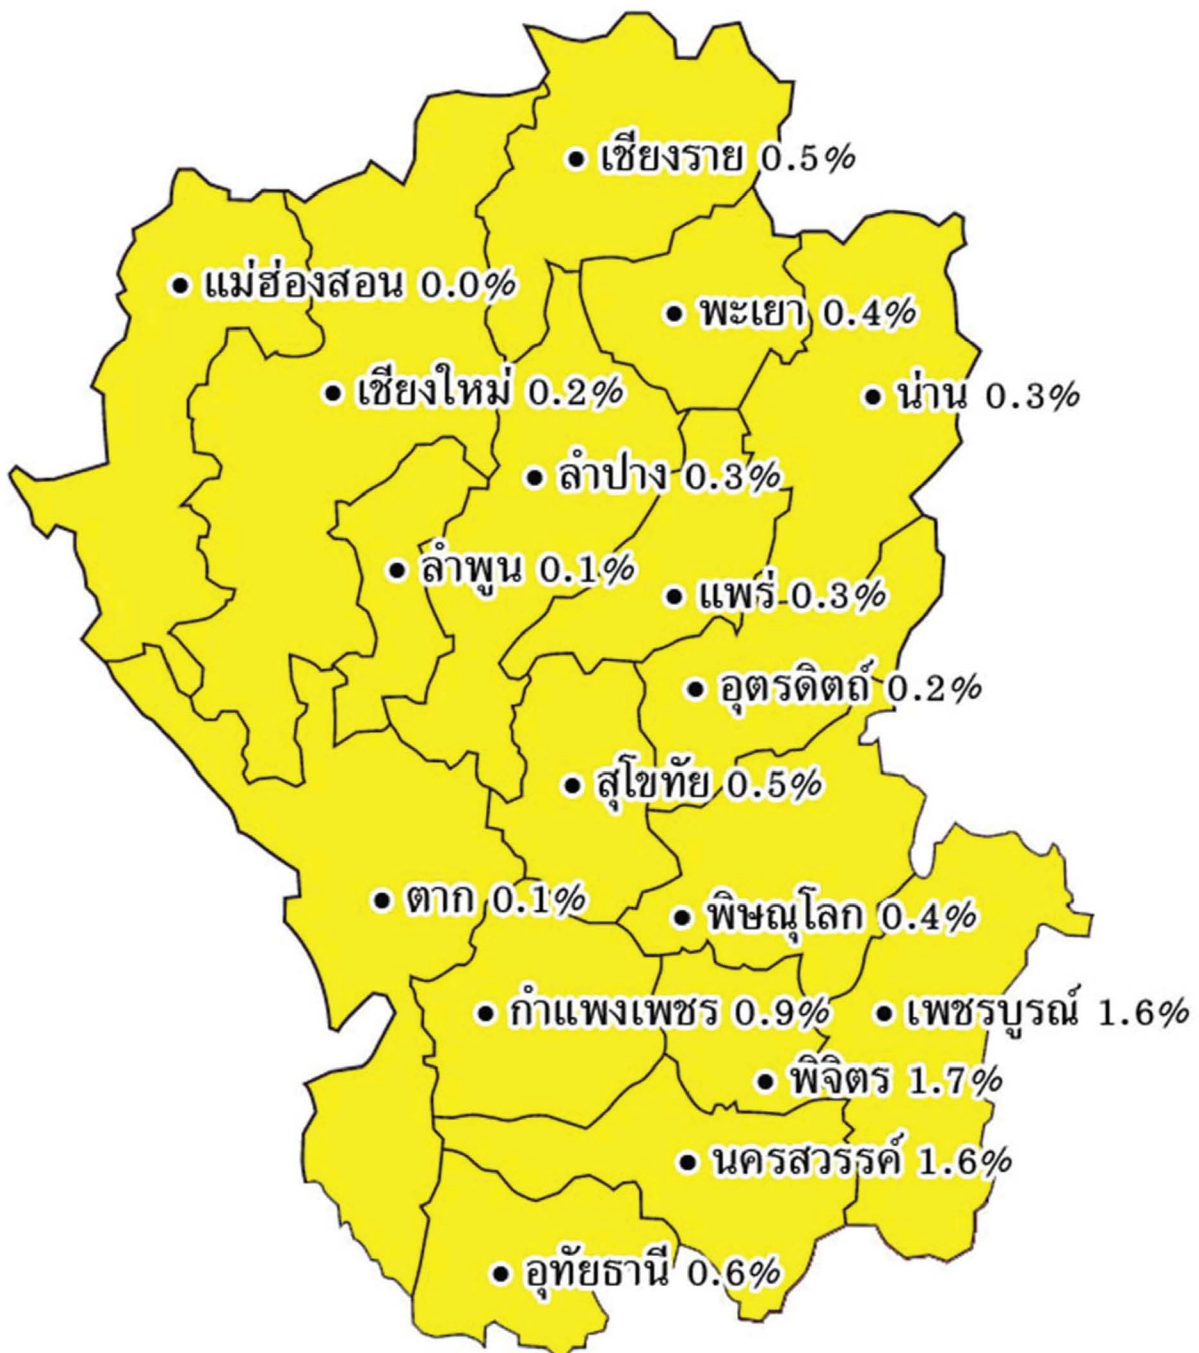 เชียงราย 0.5%
แม่ฮ่องสอน 0.0%
พะเยา 0.4%
เชียงใหม่ 0.2%
น่าน 0.3%
ลำปาง 0.3%
ลำพูน 0.1%
แพร่ 0.3%
อุตรดิตถ์ 0.2%
สุโขทัย 0.5%
ตาก 0.1%
พิษณุโลก 0.4%
กำแพงเพชร 0.9%
เพชรบูรณ์ 1.6%
พิจิตร 1.7%
นครสวรรค์ 1.6%
อุทัยธานี 0.6%